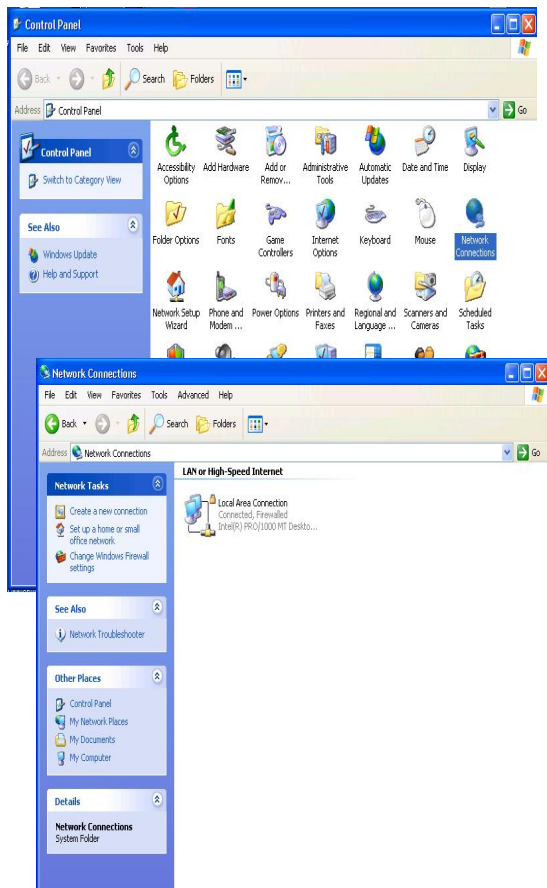 Control Panel
File Edit View Favorites Tools Help
Back Search Folders
Address Control Panel Go
Control Panel
Switch to Category View
See Also
Windows Update
Help and Support
Accessibility Options
Add Hardware
Add or Remov...
Administrative Tools
Automatic Updates
Date and Time
Display
Folder Options
Fonts
Game Controllers
Internet Options
Keyboard
Mouse
Network Connections
Network Setup Wizard
Phone and Modem ...
Power Options
Printers and Faxes
Regional and Language ...
Scanners and Cameras
Scheduled Tasks
Network Connections
File Edit View Favorites Tools Advanced Help
Back Search Folders
Address Network Connections Go
Network Tasks
Create a new connection
Set up a home or small
office network
Change Windows Firewall
settings
See Also
Network Troubleshooter
Other Places
Control Panel
My Network Places
My Documents
My Computer
Details
Network Connections
System Folder
LAN or High-Speed Internet
Local Area Connection
Connected, Firewalled
Intel(R) PRO/1000 MT Deskto...